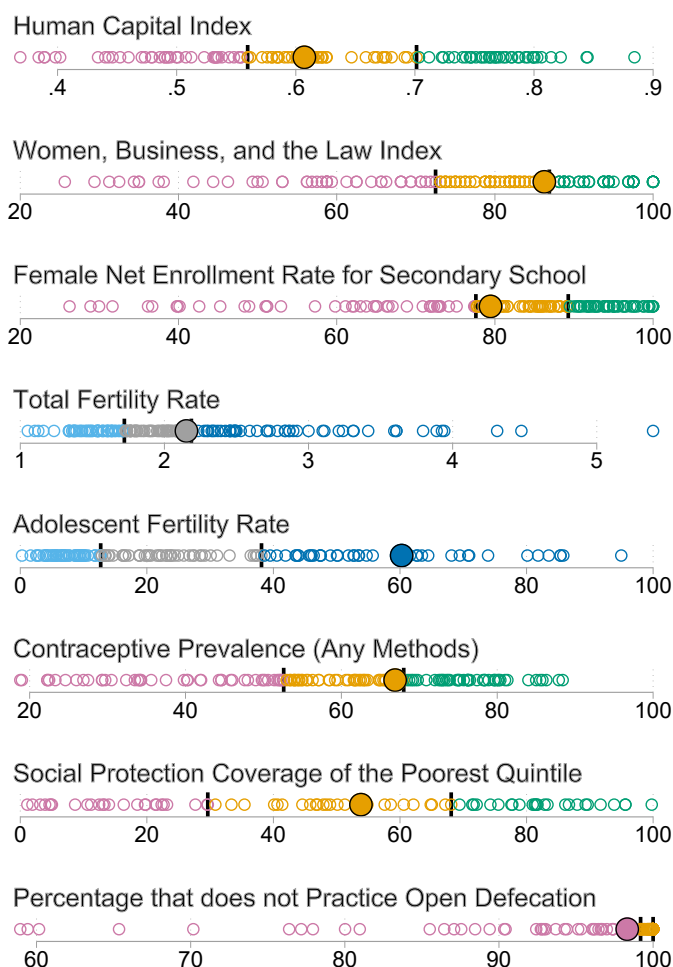 Human Capital Index
.4 .5 .6 .7 .8 .9
Women, Business, and the Law Index
20 40 60 80 100
Female Net Enrollment Rate for Secondary School
20 40 60 80 100
Total Fertility Rate
1 2 3 4 5
Adolescent Fertility Rate
0 20 40 60 80 100
Contraceptive Prevalence (Any Methods)
20 40 60 80 100
Social Protection Coverage of the Poorest Quintile
0 20 40 60 80 100
Percentage that does not Practice Open Defecation
60 70 80 90 100